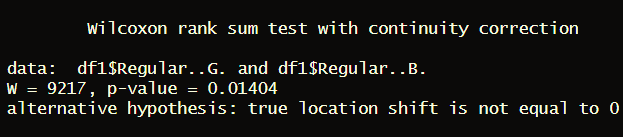 Wilcoxon rank sum test with continuity correction
data:  df1$Regular..G. and df1$Regular..B.
W = 9217, p-value = 0.01404
alternative hypothesis: true location shift is not equal to 0